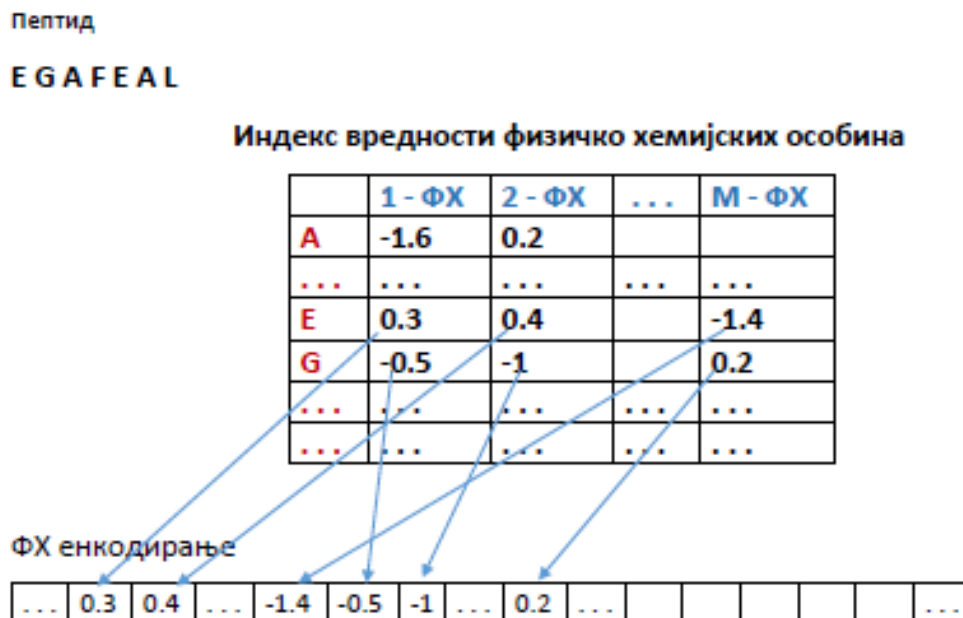 Пептид
E G A F E A L
Индекс вредности физичко хемијских особина
1 - ФХ 2 - ФХ . . . М - ФХ
A -1.6 0.2
. . . . . . . . . . . . . . .
E 0.3 0.4 -1.4
G -0.5 -1 0.2
. . . . . . . . . . . . . . .
. . . . . . . . . . . . . . .
ФХ енкодирање
. . . 0.3 0.4 . . . -1.4 -0.5 -1 . . . 0.2 . . . . . .